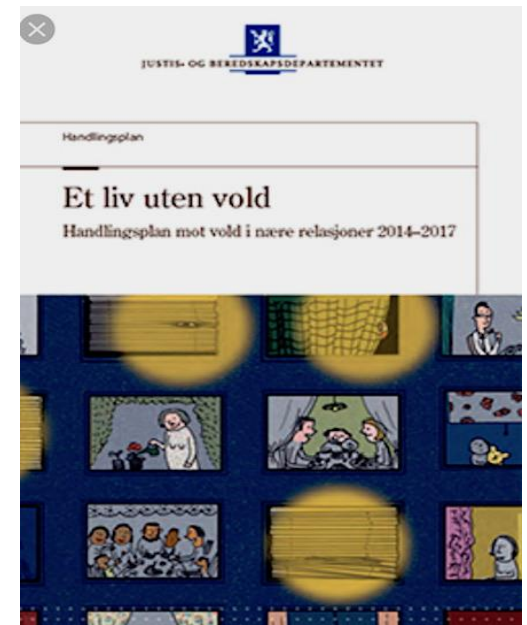 JUSTIS- OG BEREDSKAPSDEPARTEMENTET
Handlingsplan
Et liv uten vold
Handlingsplan mot vold i nære relasjoner 2014–2017